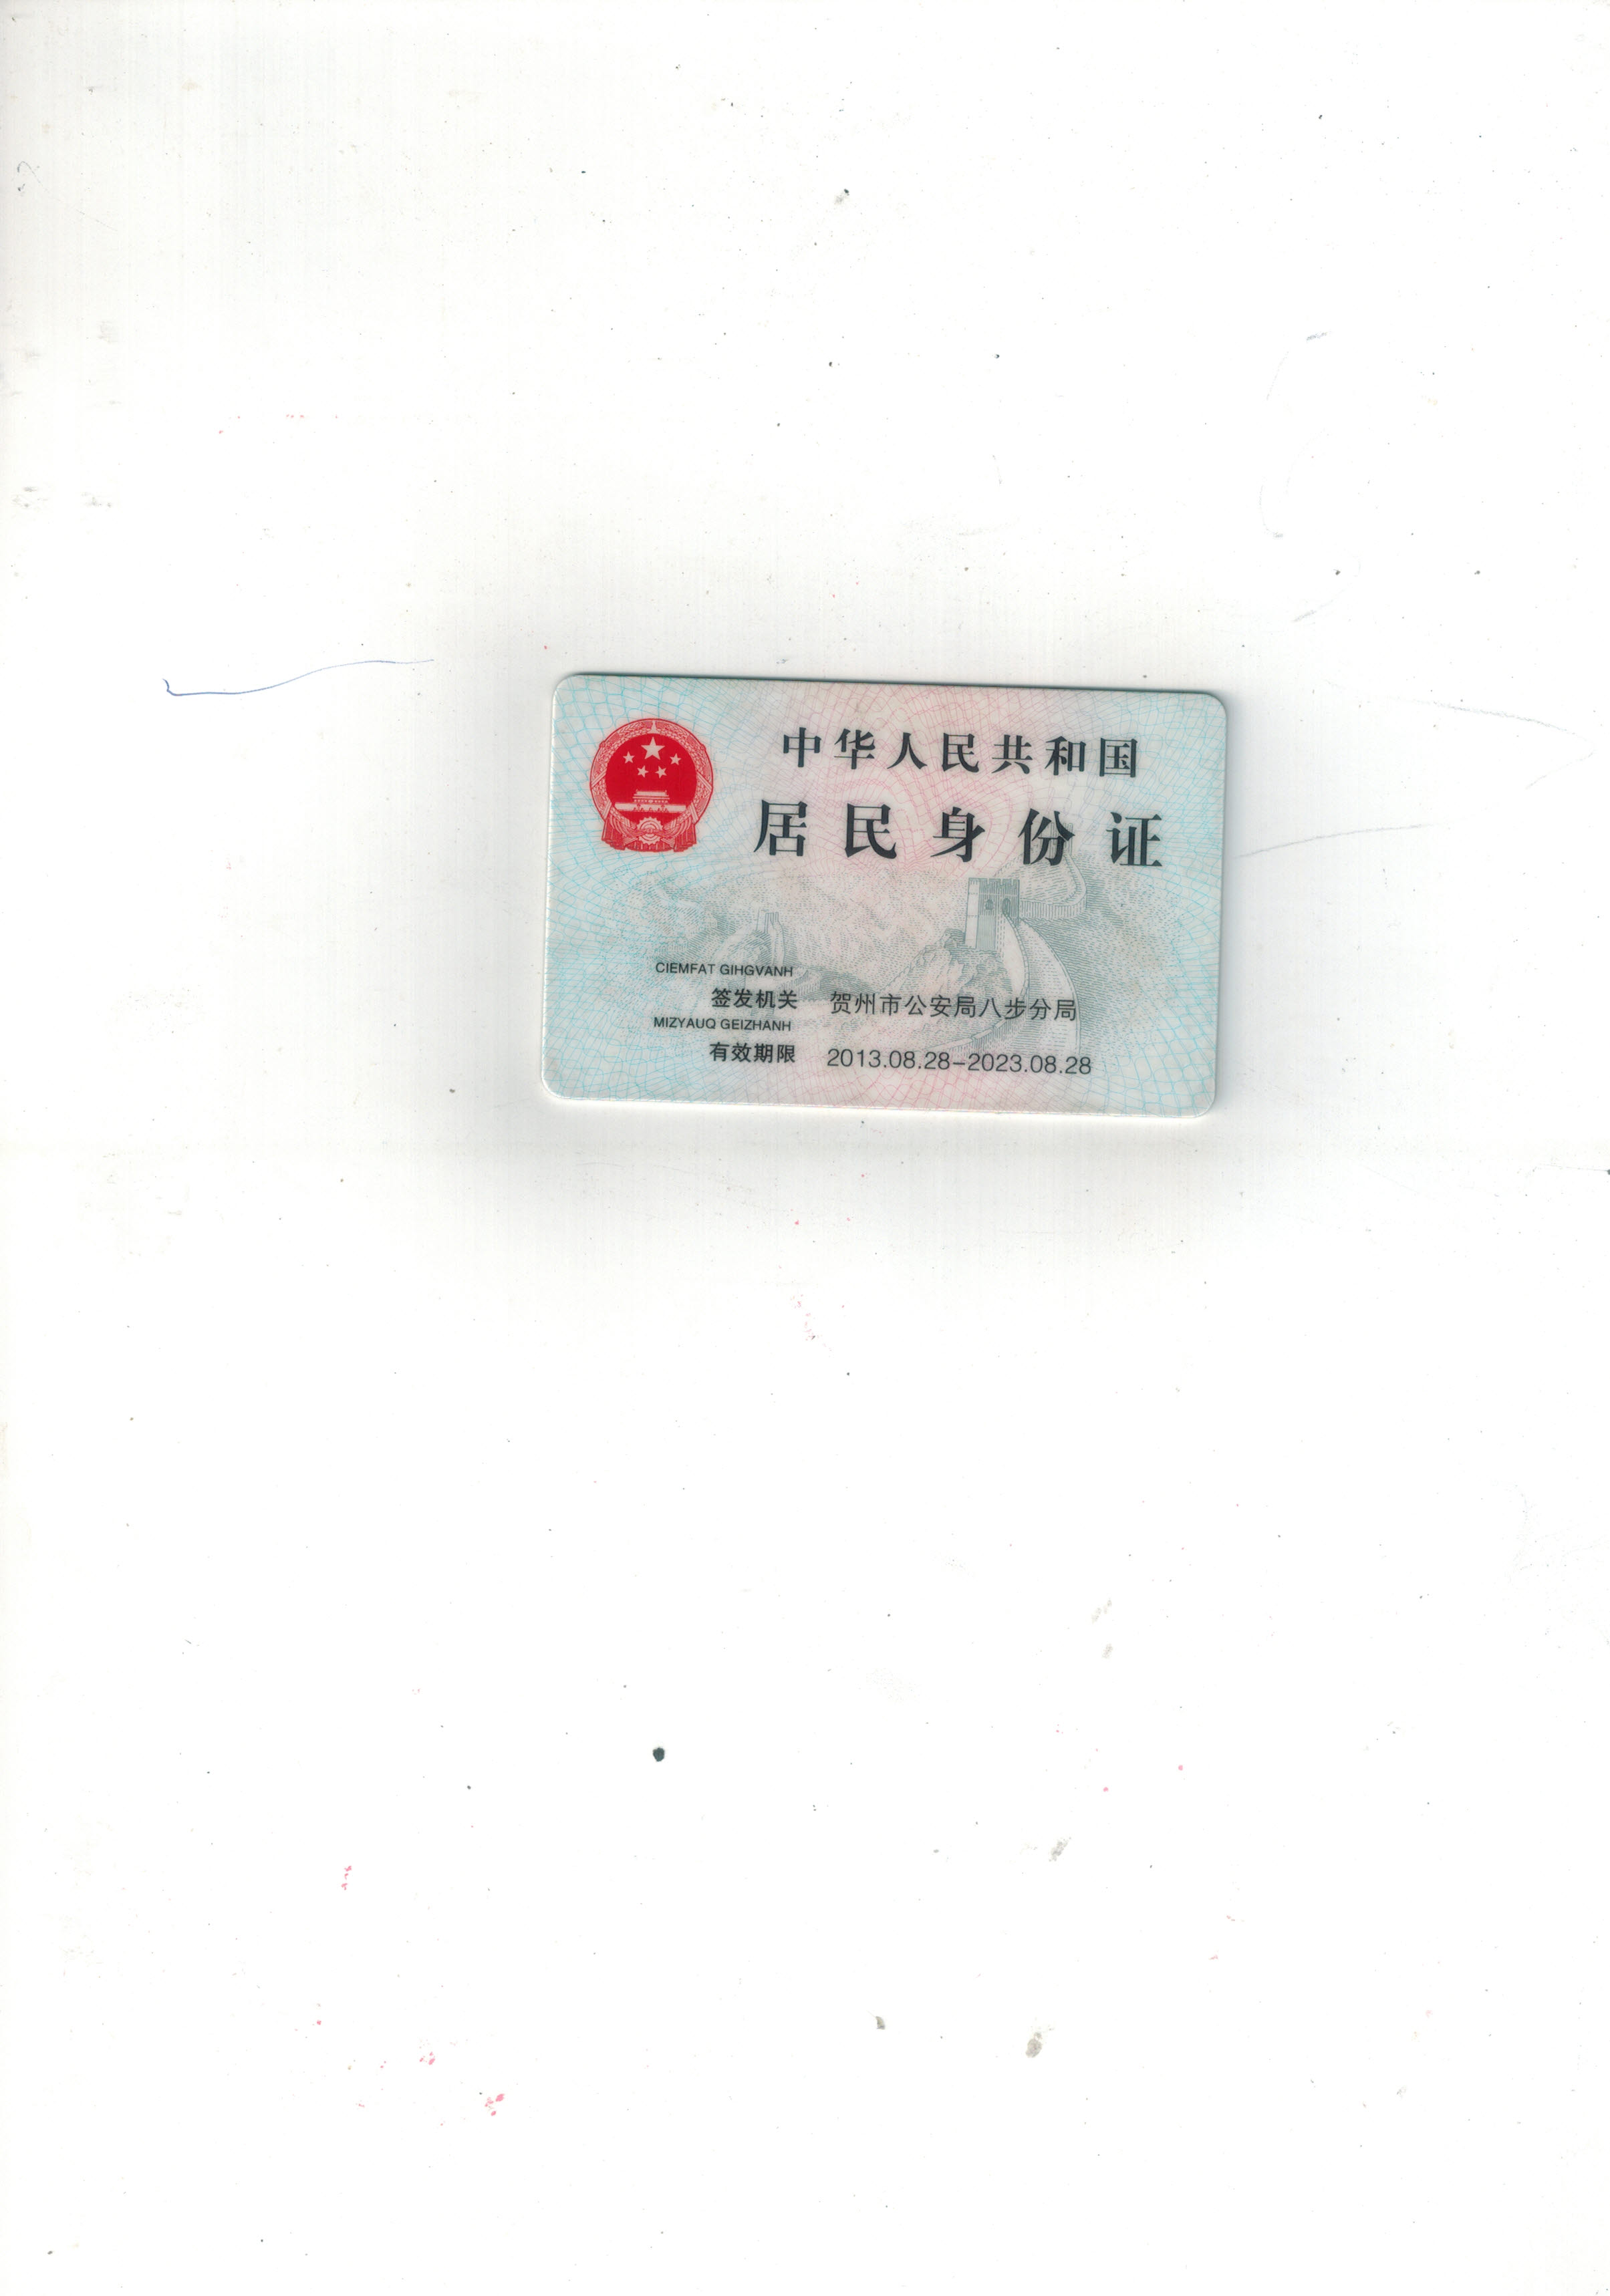 中华人民共和国
居民身份证
CIEMFAT GIHGVANH
签发机关 贺州市公安局八步分局
MIZYAUQ GEIZHANH
有效期限 2013.08.28-2023.08.28